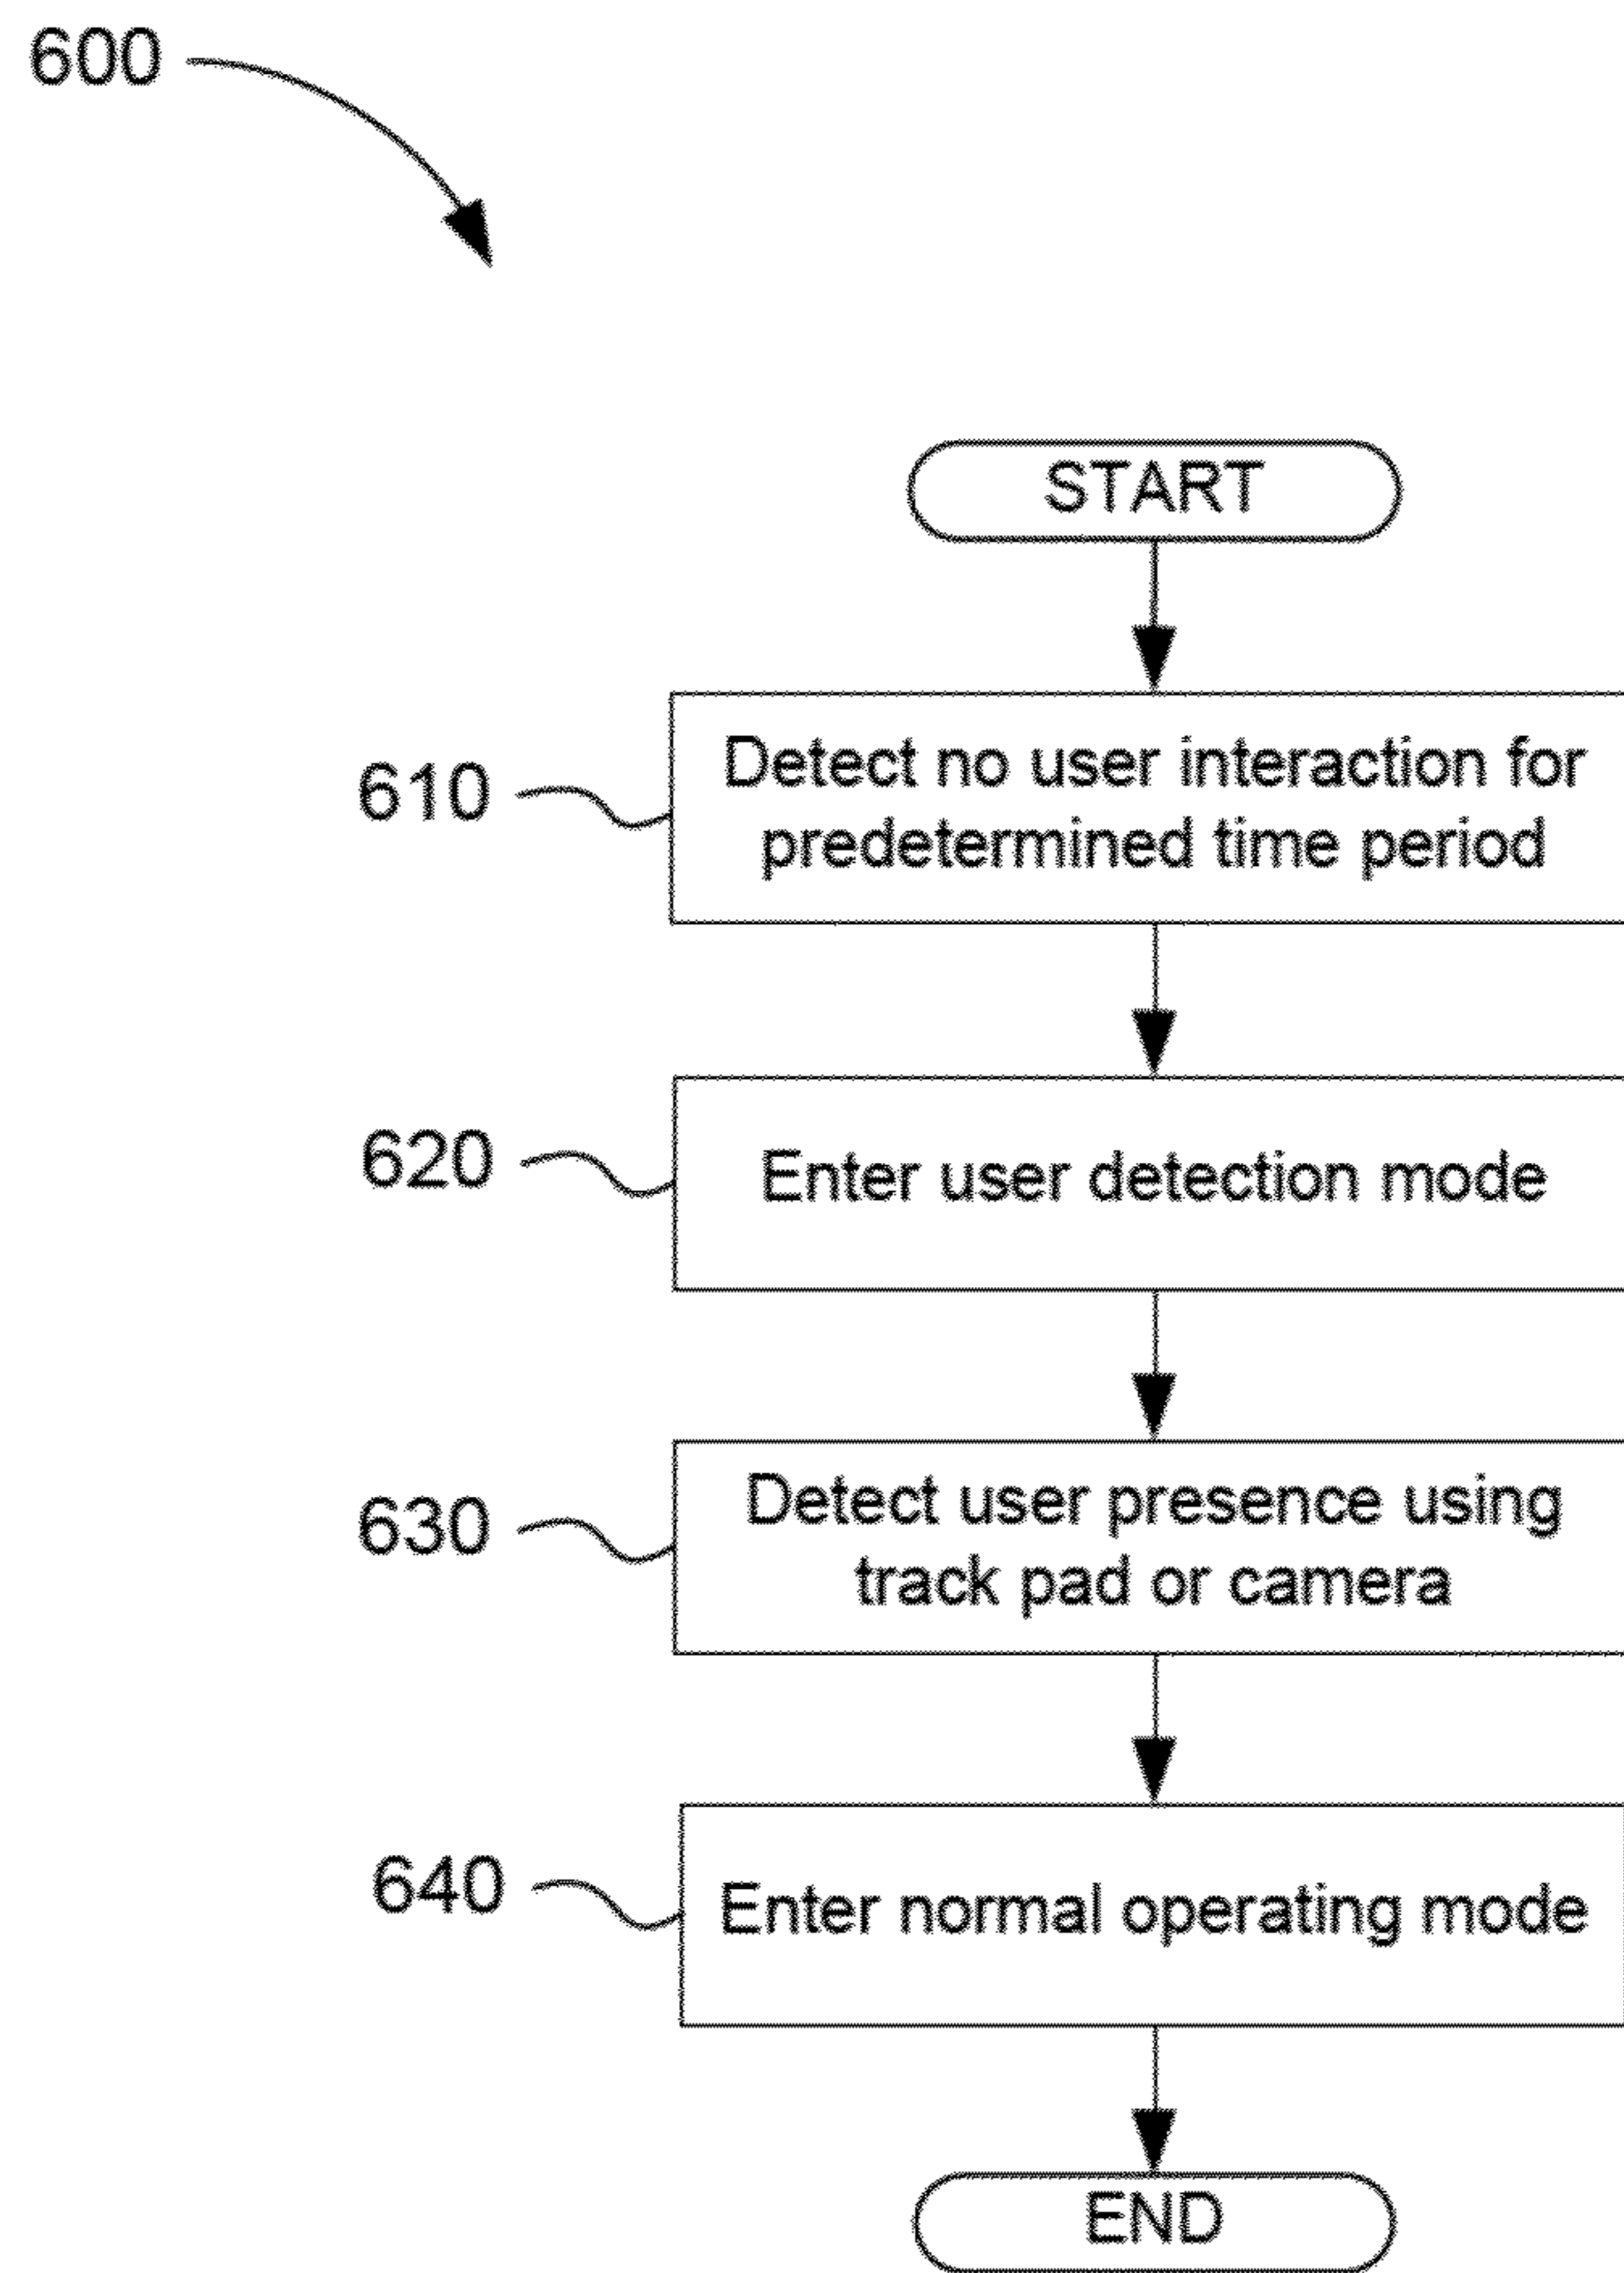 600
START
610
Detect no user interaction for
predetermined time period
620
Enter user detection mode
630
Detect user presence using
track pad or camera
640
Enter normal operating mode
END